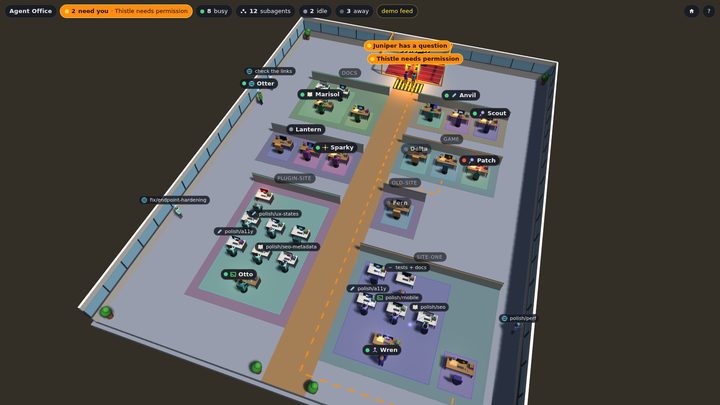 Agent Office
2 need you · Thistle needs permission
8 busy
12 subagents
2 idle
3 away
demo feed
?
Juniper has a question
Thistle needs permission
check the links
Otter
DOCS
Marisol
Anvil
Scout
Lantern
Sparky
GAME
Delta
Patch
PLUGIN-SITE
OLD-SITE
Fern
fix/endpoint-hardening
polish/ux-states
polish/a11y
polish/seo-metadata
Otto
SITE-ONE
tests + docs
polish/a11y
polish/mobile
polish/seo
polish/perf
Wren